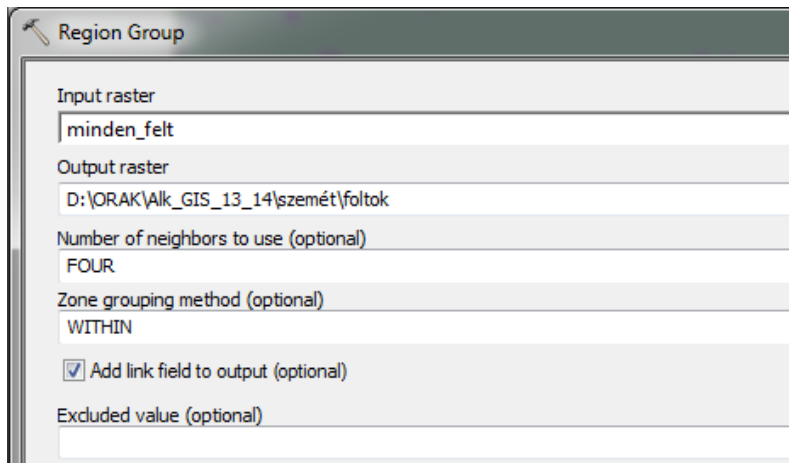 Region Group
Input raster
minden_felt
Output raster
D:\ORAK\Alk_GIS_13_14\szemét\foltok
Number of neighbors to use (optional)
FOUR
Zone grouping method (optional)
WITHIN
Add link field to output (optional)
Excluded value (optional)